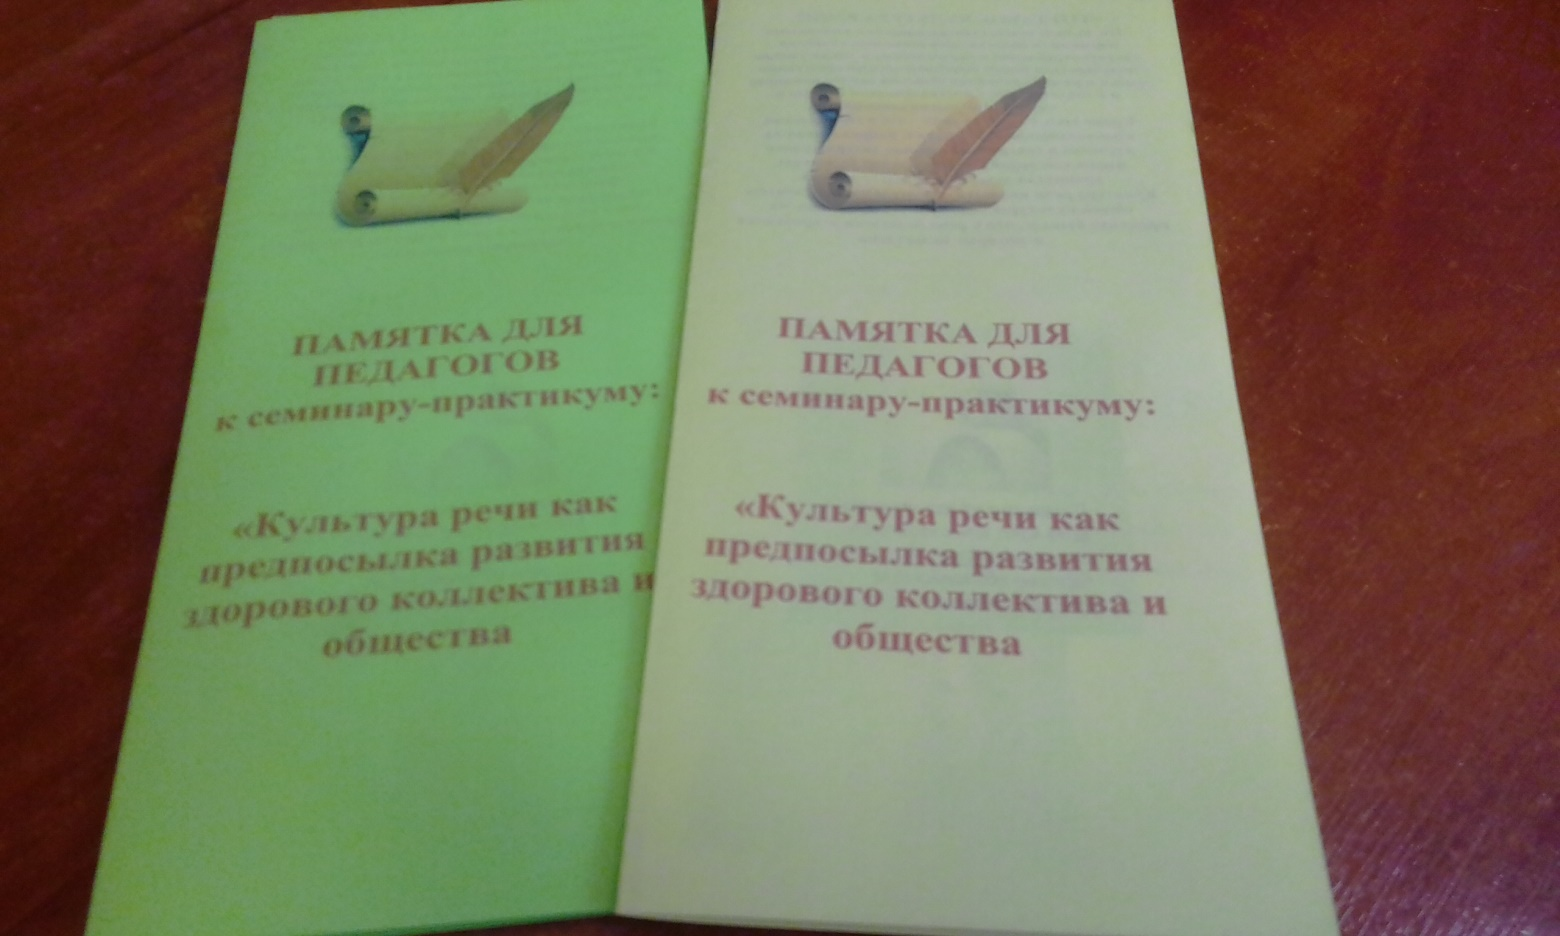 ПАМЯТКА ДЛЯ
ПЕДАГОГОВ
к семинару-практикуму:
«Культура речи как
предпосылка развития
здорового коллектива и
общества
ПАМЯТКА ДЛЯ
ПЕДАГОГОВ
к семинару-практикуму:
«Культура речи как
предпосылка развития
здорового коллектива и
общества